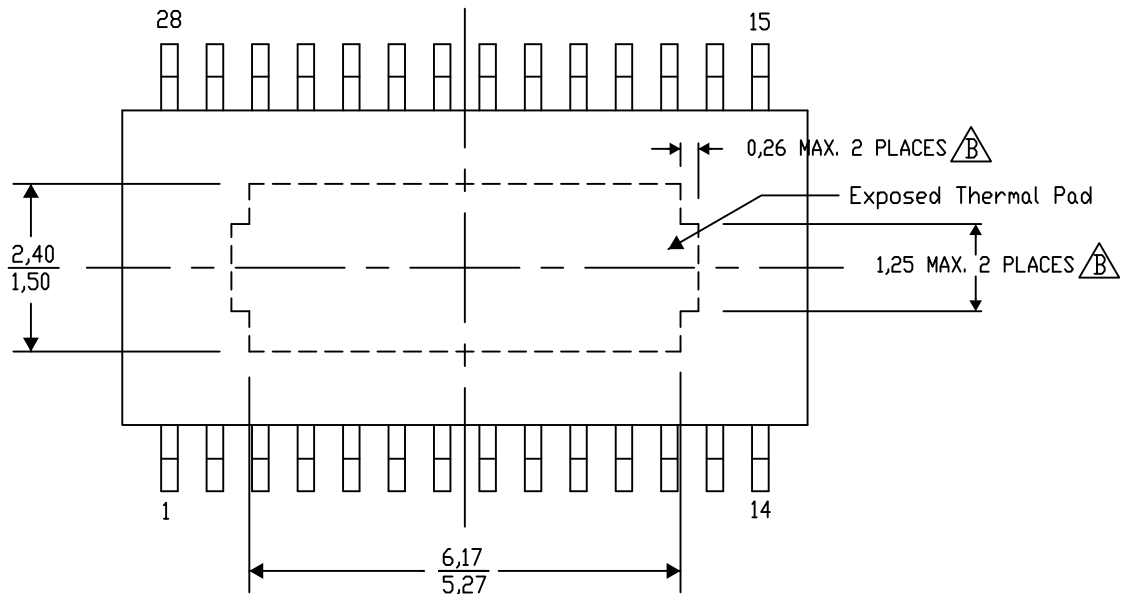 28
15
0,26 MAX. 2 PLACES B
Exposed Thermal Pad
2,40
1,50
1,25 MAX. 2 PLACES B
1
14
6,17
5,27